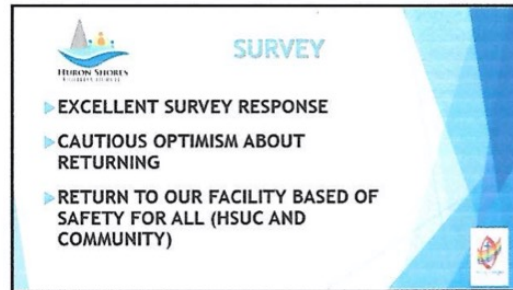 SURVEY
HURON SHORES
EXCELLENT SURVEY RESPONSE
CAUTIOUS OPTIMISM ABOUT
RETURNING
RETURN TO OUR FACILITY BASED OF
SAFETY FOR ALL (HSUC AND
COMMUNITY)